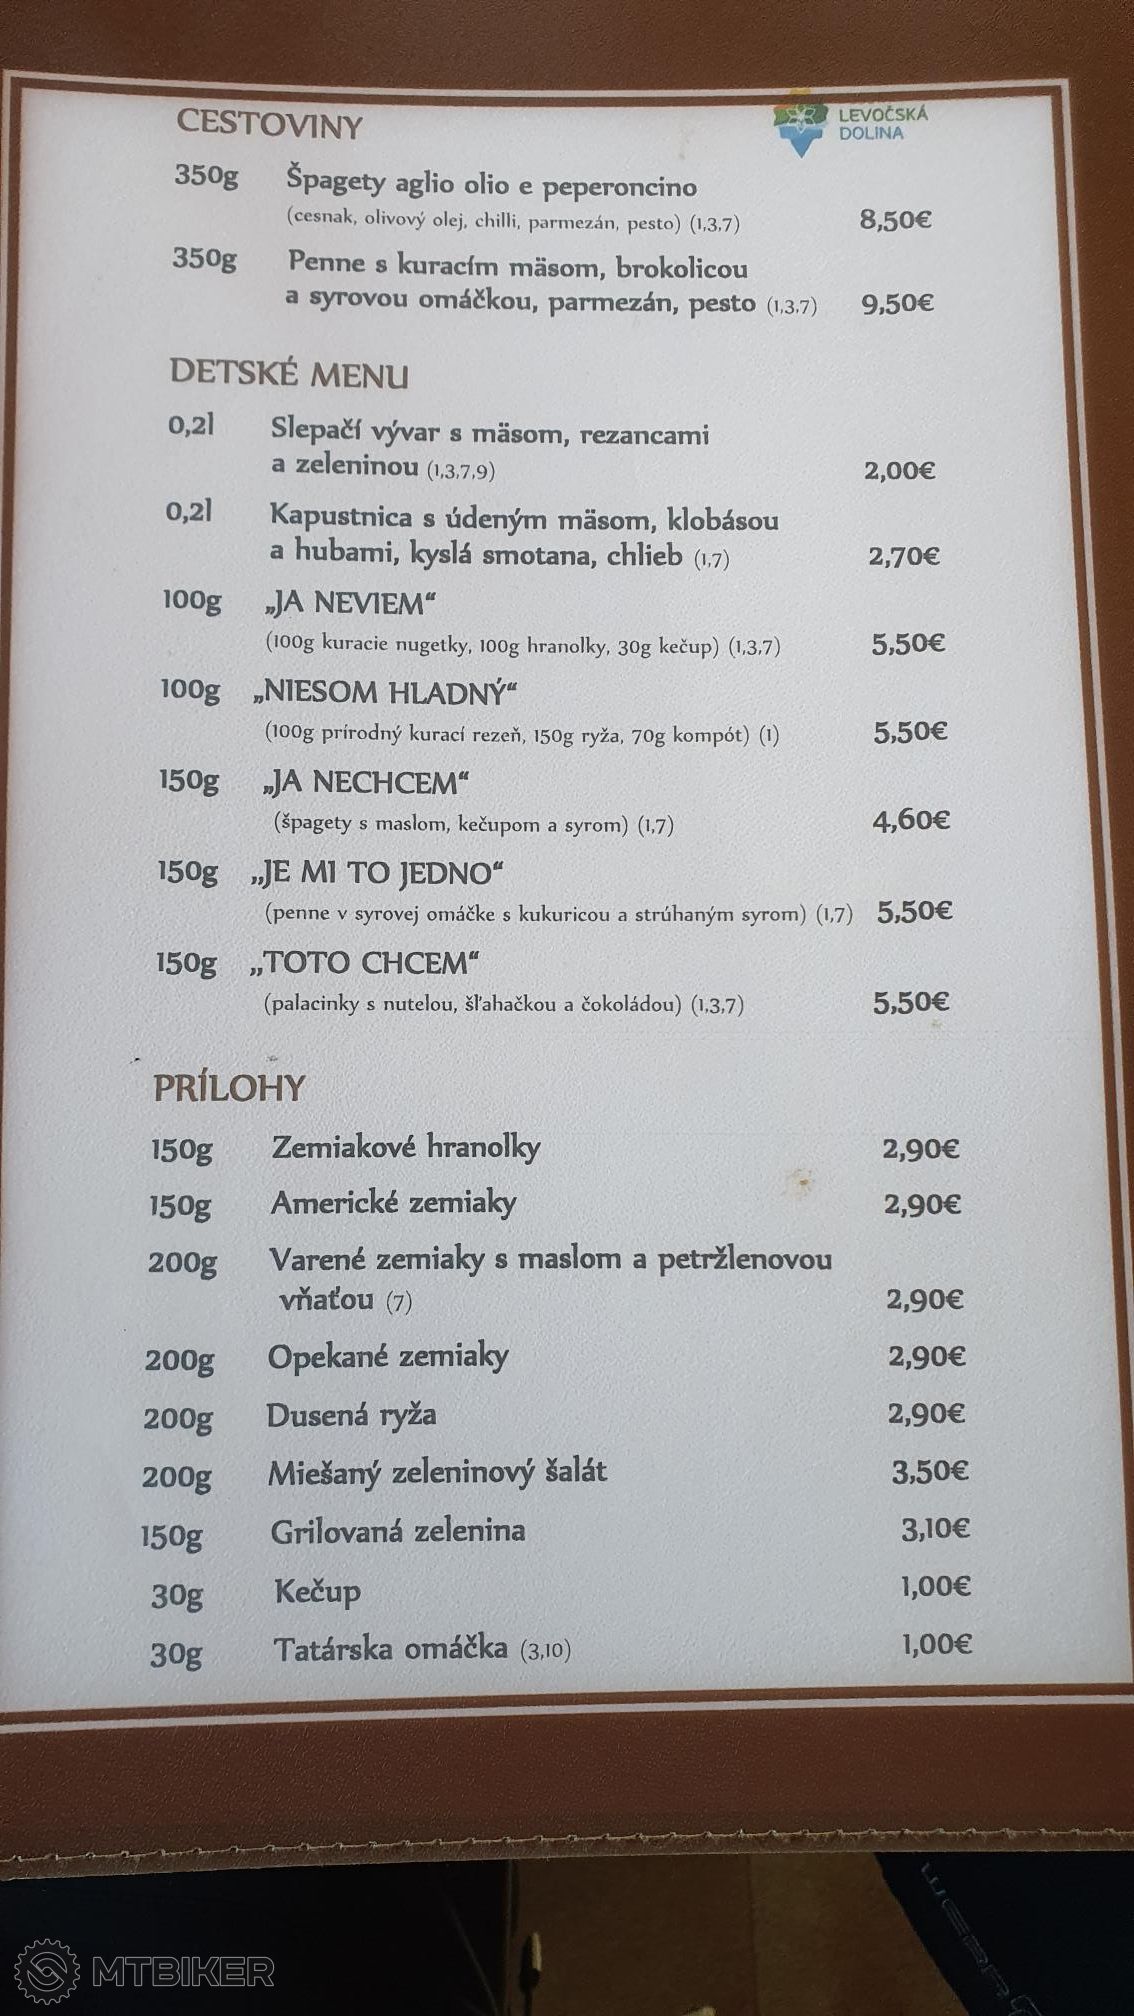 CESTOVINY
LEVOČSKÁ
DOLINA
350g Špagety aglio olio e peperoncino
(cesnak, olivový olej, chilli, parmezán, pesto) (1,3,7) 8,50€
350g Penne s kuracím mäsom, brokolicou
a syrovou omáčkou, parmezán, pesto (1,3,7) 9,50€
DETSKÉ MENU
0,2l Slepačí vývar s mäsom, rezancami
a zeleninou (1,3,7,9) 2,00€
0,2l Kapustnica s údeným mäsom, klobásou
a hubami, kyslá smotana, chlieb (1,7) 2,70€
100g „JA NEVIEM“
(100g kuracie nugetky, 100g hranolky, 30g kečup) (1,3,7) 5,50€
100g „NIESOM HLADNÝ“
(100g prírodný kurací rezeň, 150g ryža, 70g kompót) (1) 5,50€
150g „JA NECHCEM“
(špagety s maslom, kečupom a syrom) (1,7) 4,60€
150g „JE MI TO JEDNO“
(penne v syrovej omáčke s kukuricou a strúhaným syrom) (1,7) 5,50€
150g „TOTO CHCEM“
(palacinky s nutelou, šľahačkou a čokoládou) (1,3,7) 5,50€
PRÍLOHY
150g Zemiakové hranolky 2,90€
150g Americké zemiaky 2,90€
200g Varené zemiaky s maslom a petržlenovou
vňaťou (7) 2,90€
200g Opekané zemiaky 2,90€
200g Dusená ryža 2,90€
200g Miešaný zeleninový šalát 3,50€
150g Grilovaná zelenina 3,10€
30g Kečup 1,00€
30g Tatárska omáčka (3,10) 1,00€
MTBIKER